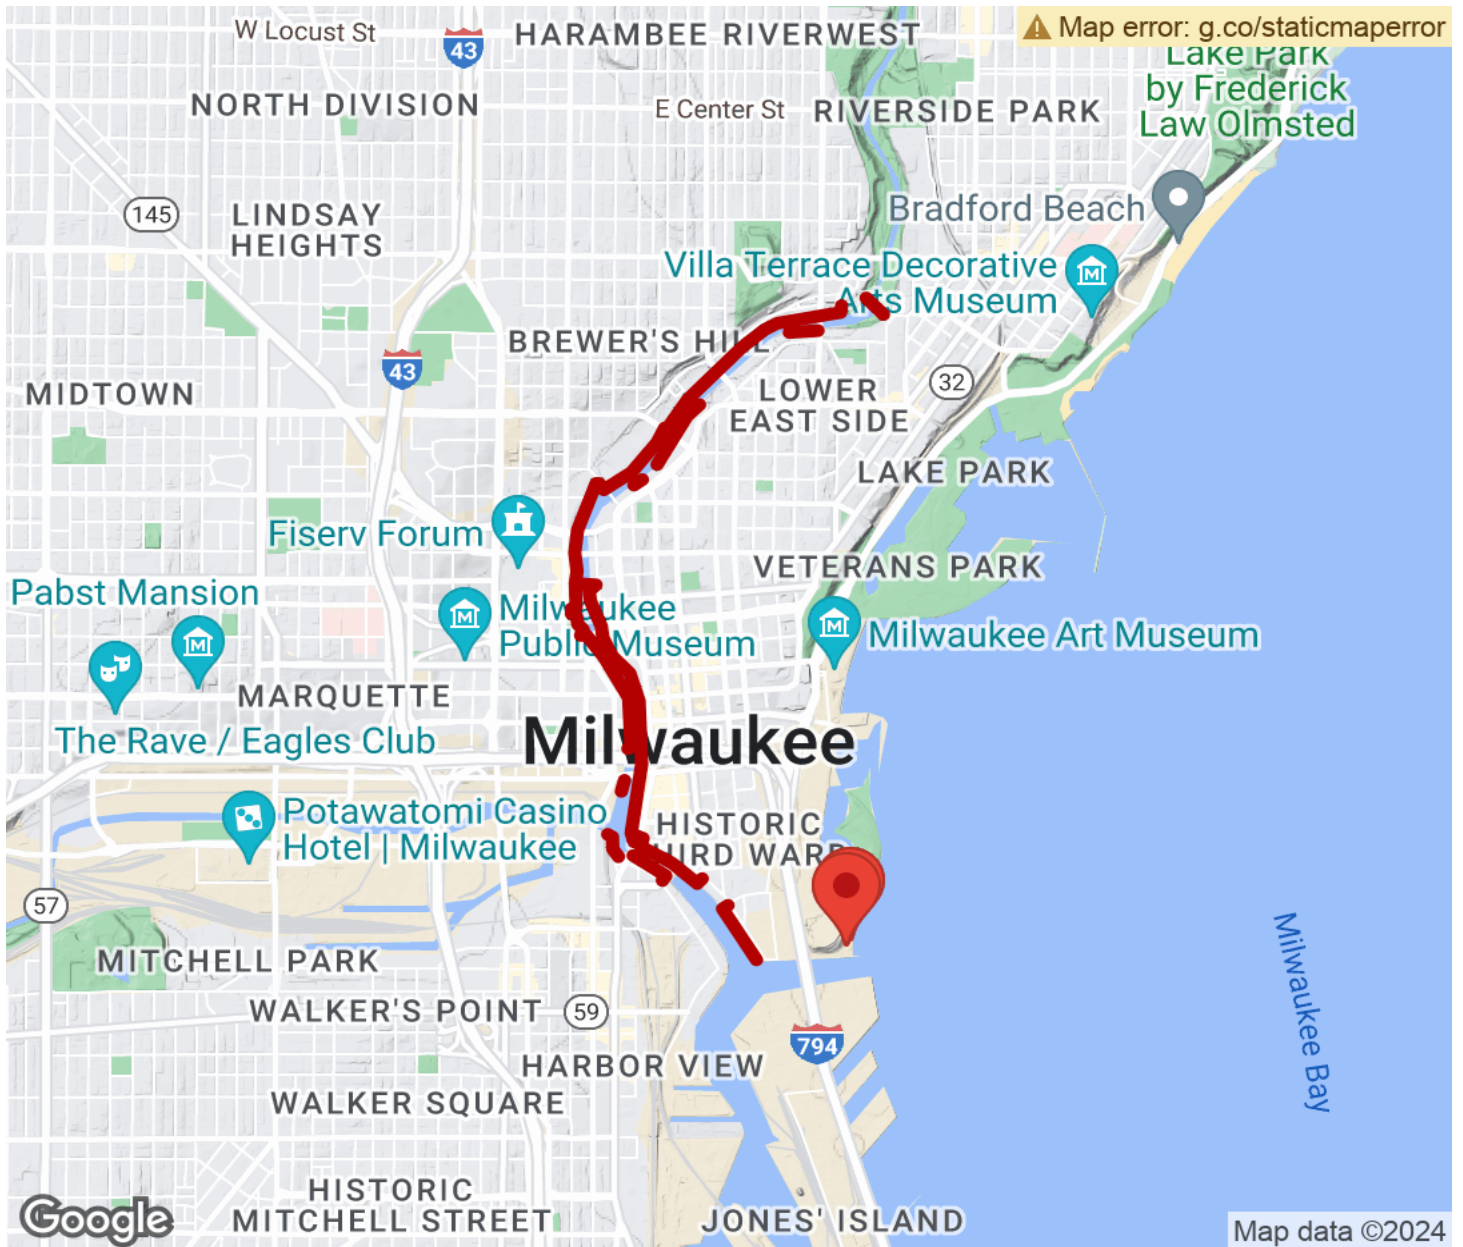 W Locust St
43
HARAMBEE RIVERWEST
Map error: g.co/staticmaperror
Lake Park
by Frederick
Law Olmsted
NORTH DIVISION
E Center St
RIVERSIDE PARK
145
LINDSAY
HEIGHTS
Bradford Beach
Villa Terrace Decorative
Arts Museum
BREWER'S HILL
43
MIDTOWN
32
LOWER
EAST SIDE
LAKE PARK
Fiserv Forum
VETERANS PARK
Pabst Mansion
Milwaukee
Public Museum
Milwaukee Art Museum
MARQUETTE
The Rave / Eagles Club
Milwaukee
Potawatomi Casino
Hotel | Milwaukee
HISTORIC
THIRD WARD
57
MITCHELL PARK
Milwaukee Bay
WALKER'S POINT
59
794
HARBOR VIEW
WALKER SQUARE
HISTORIC
MITCHELL STREET
JONES' ISLAND
Google
Map data ©2024